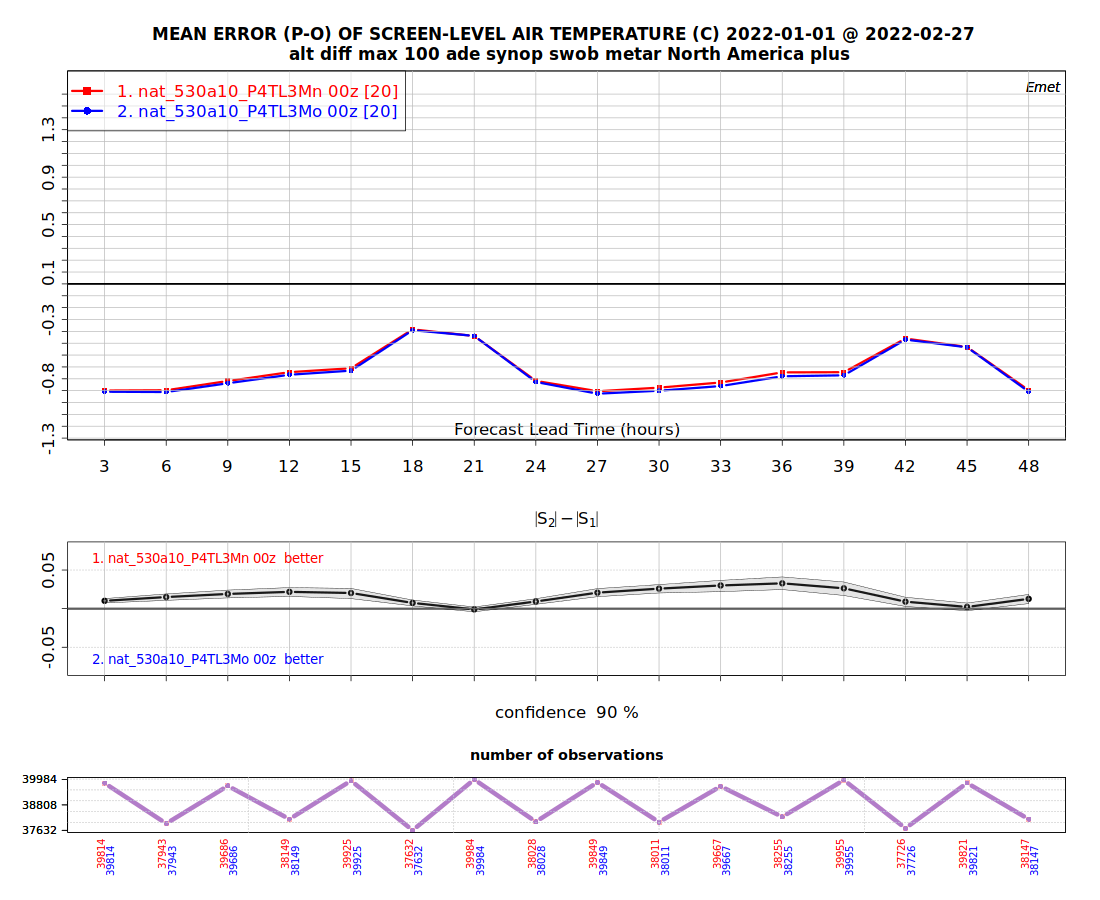 MEAN ERROR (P-O) OF SCREEN-LEVEL AIR TEMPERATURE (C) 2022-01-01 @ 2022-02-27
alt diff max 100 ade synop swob metar North America plus
1. nat_530a10_P4TL3Mn 00z [20]
2. nat_530a10_P4TL3Mo 00z [20]
Emet
1.3
0.9
0.5
0.1
-0.3
-0.8
-1.3
Forecast Lead Time (hours)
3 6 9 12 15 18 21 24 27 30 33 36 39 42 45 48
|S2| − |S1|
1. nat_530a10_P4TL3Mn 00z better
0.05
-0.05
2. nat_530a10_P4TL3Mo 00z better
confidence 90 %
number of observations
39984
38808
37632
39814 37943 39686 38149 39925 37632 39984 38028 39849 38011 39667 38255 39955 37726 39821 38147
39814 37943 39686 38149 39925 37632 39984 38028 39849 38011 39667 38255 39955 37726 39821 38147